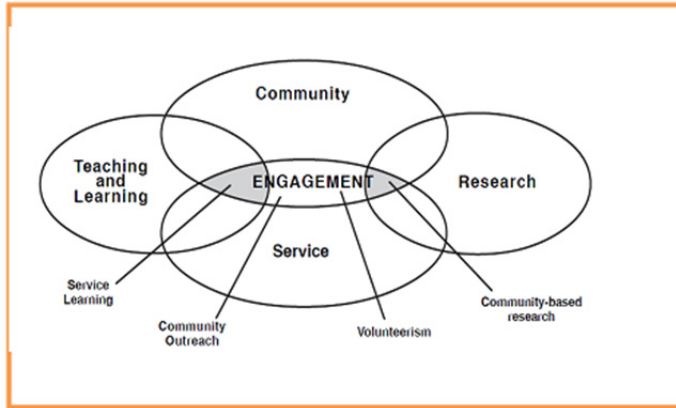 Community
Teaching
and
Learning
ENGAGEMENT
Research
Service
Service
Learning
Community
Outreach
Volunteerism
Community-based
research